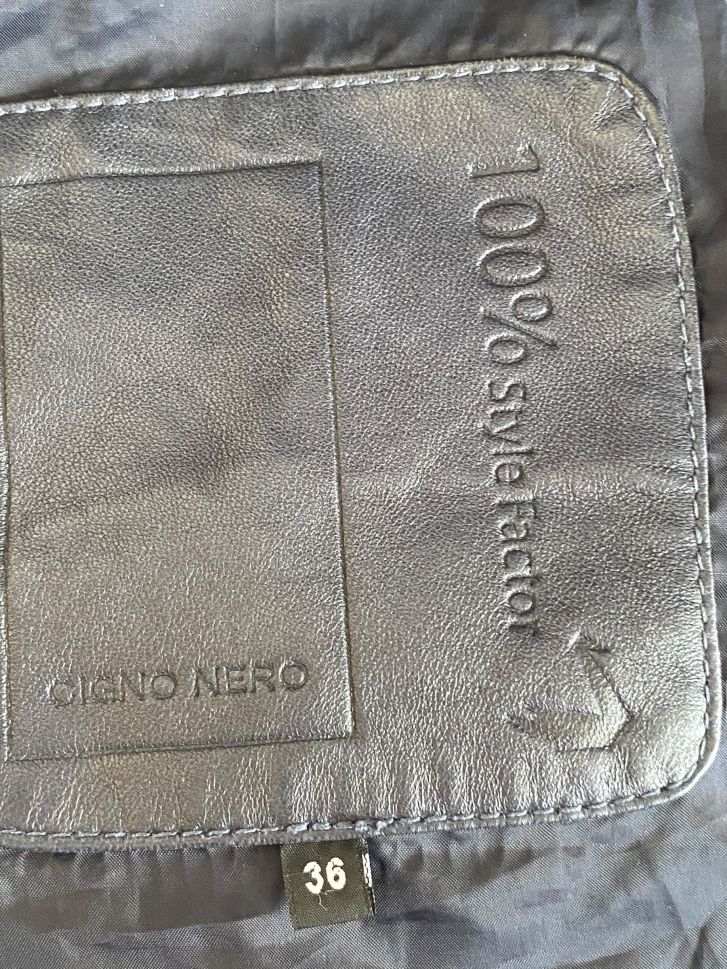 100% Style Factor
CIGNO NERO
36